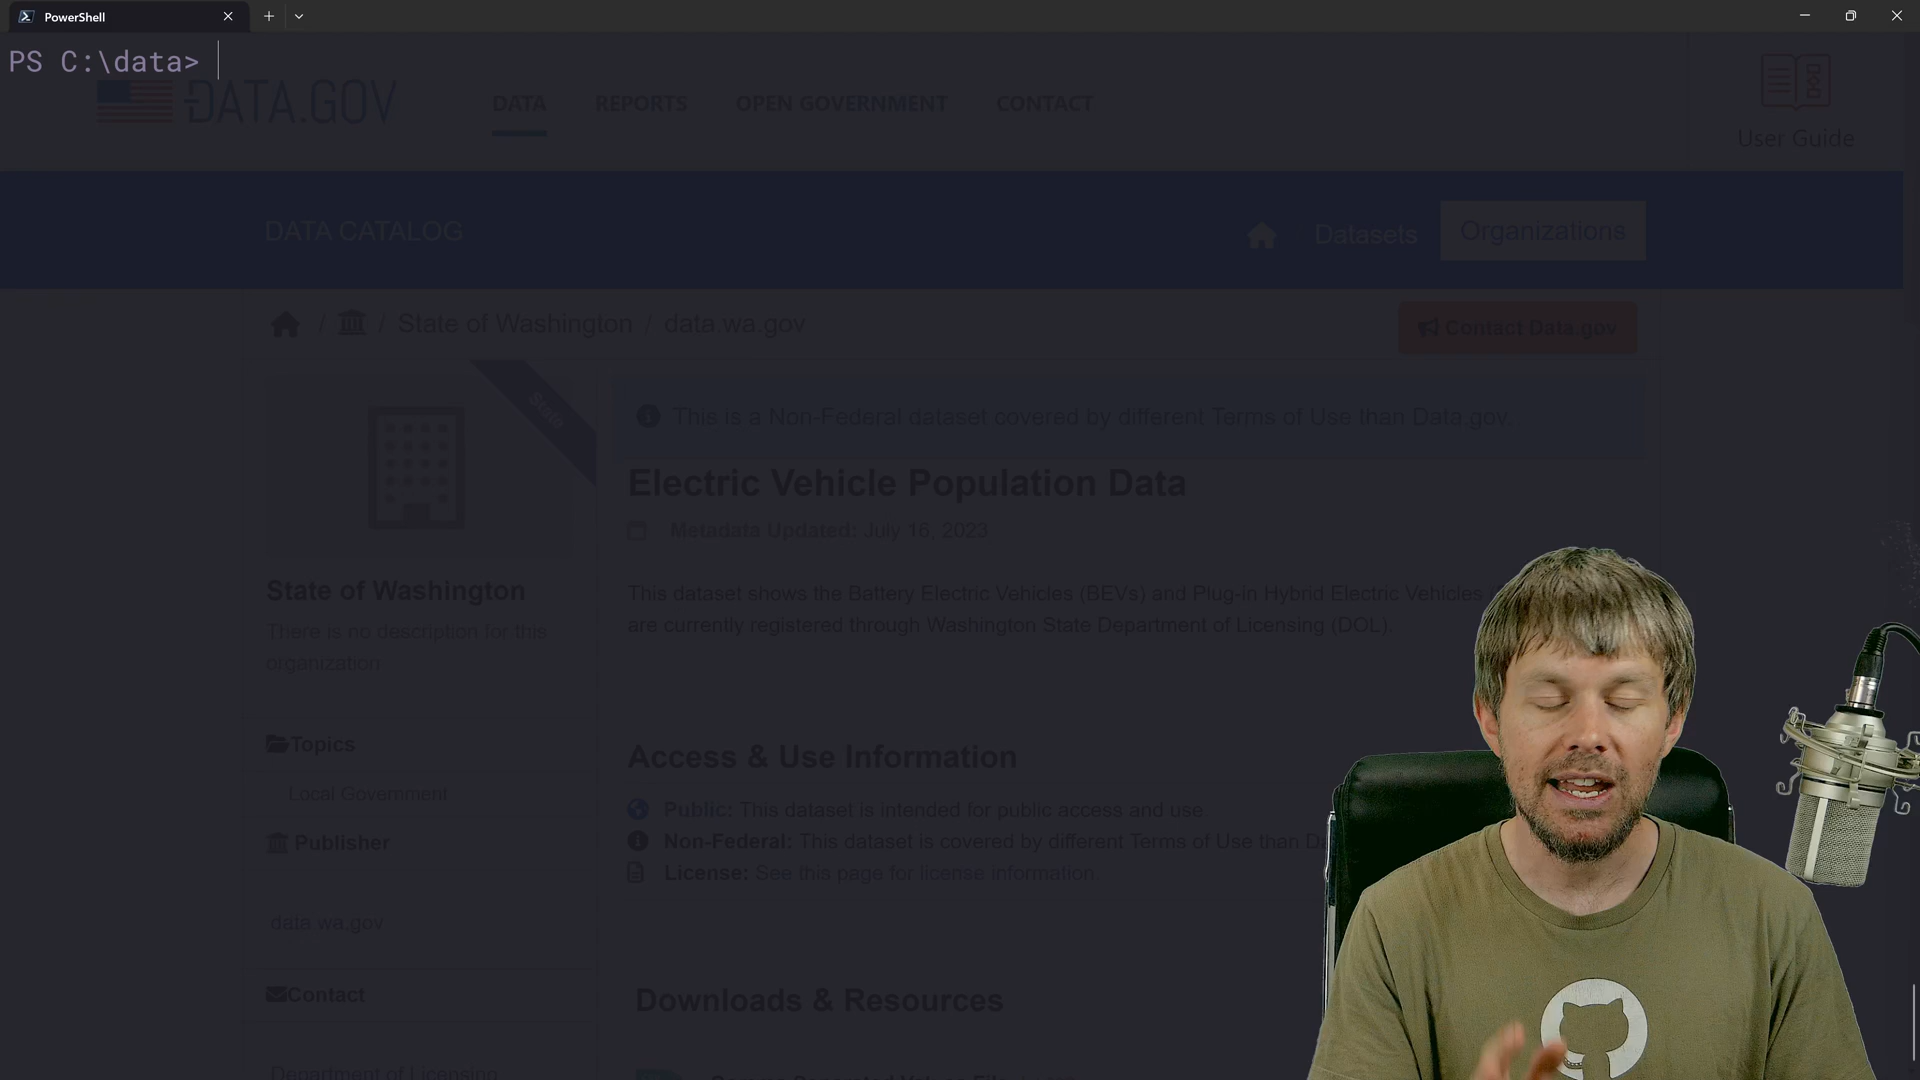 PowerShell
PS C:\data>
DATA.GOV
DATA
REPORTS
OPEN GOVERNMENT
CONTACT
User Guide
DATA CATALOG
Datasets
Organizations
/ / State of Washington / data.wa.gov
Contact Data.gov
State
This is a Non-Federal dataset covered by different Terms of Use than Data.gov.
Electric Vehicle Population Data
Metadata Updated: July 16, 2023
State of Washington
There is no description for this
organization
This dataset shows the Battery Electric Vehicles (BEVs) and Plug-in Hybrid Electric Vehicles
are currently registered through Washington State Department of Licensing (DOL).
Topics
Local Government
Publisher
data.wa.gov
Contact
Department of Licensing
Access & Use Information
Public: This dataset is intended for public access and use.
Non-Federal: This dataset is covered by different Terms of Use than
License: See this page for license information.
Downloads & Resources